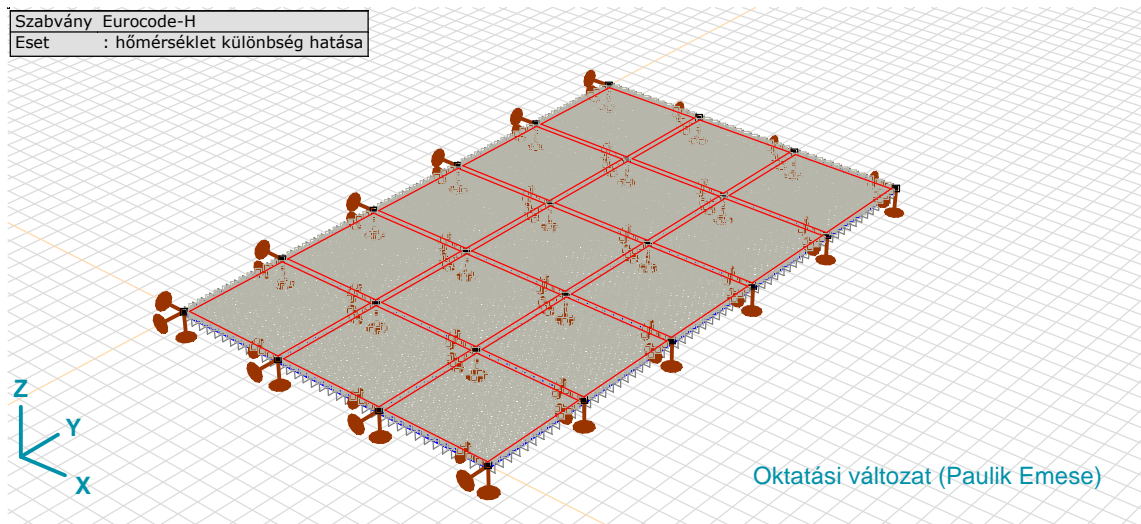 Szabvány Eurocode-H
Eset : hőmérséklet különbség hatása
Z
Y
X
Oktatási változat (Paulik Emese)